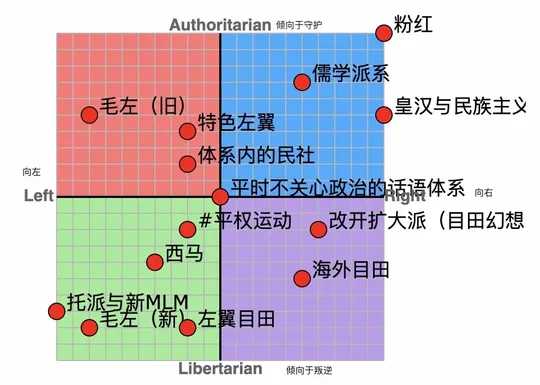 Authoritarian 倾向于守护
粉红
儒学派系
毛左（旧）
皇汉与民族主义
特色左翼
体系内的民社
向左
平时不关心政治的话语体系
向右
Left
Right
#平权运动
改开扩大派（目田幻想
西马
海外目田
托派与新MLM
毛左（新）
左翼目田
Libertarian 倾向于叛逆